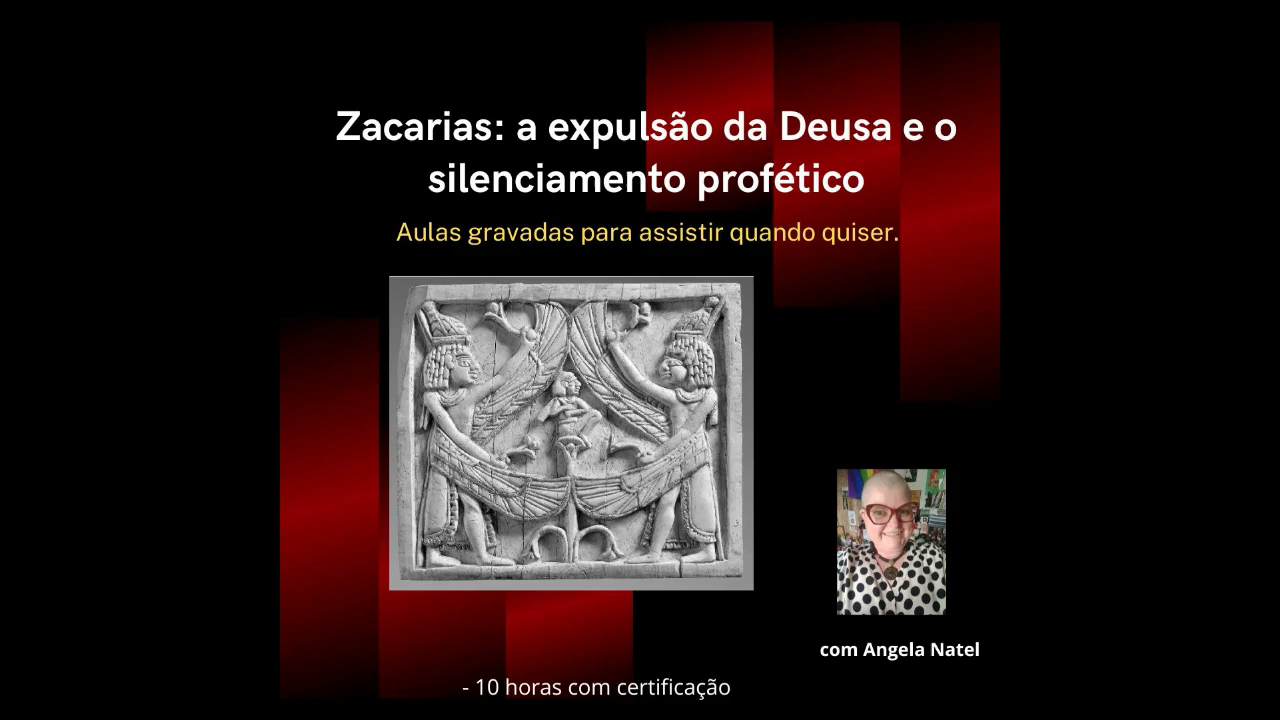 Zacarias: a expulsão da Deusa e o
silenciamento profético
Aulas gravadas para assistir quando quiser.
com Angela Natel
- 10 horas com certificação